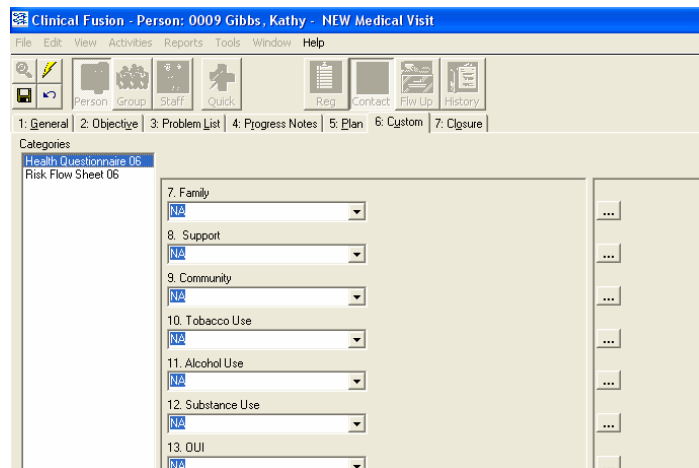 Clinical Fusion - Person: 0009 Gibbs, Kathy - NEW Medical Visit
File Edit View Activities Reports Tools Window Help
Person Group Staff Quick Reg Contact Flw Up History
1: General 2: Objective 3: Problem List 4: Progress Notes 5: Plan 6: Custom 7: Closure
Categories
Health Questionnaire 06
Risk Flow Sheet 06
7. Family
NA
...
8. Support
NA
...
9. Community
NA
...
10. Tobacco Use
NA
...
11. Alcohol Use
NA
...
12. Substance Use
NA
...
13. OUI
NA